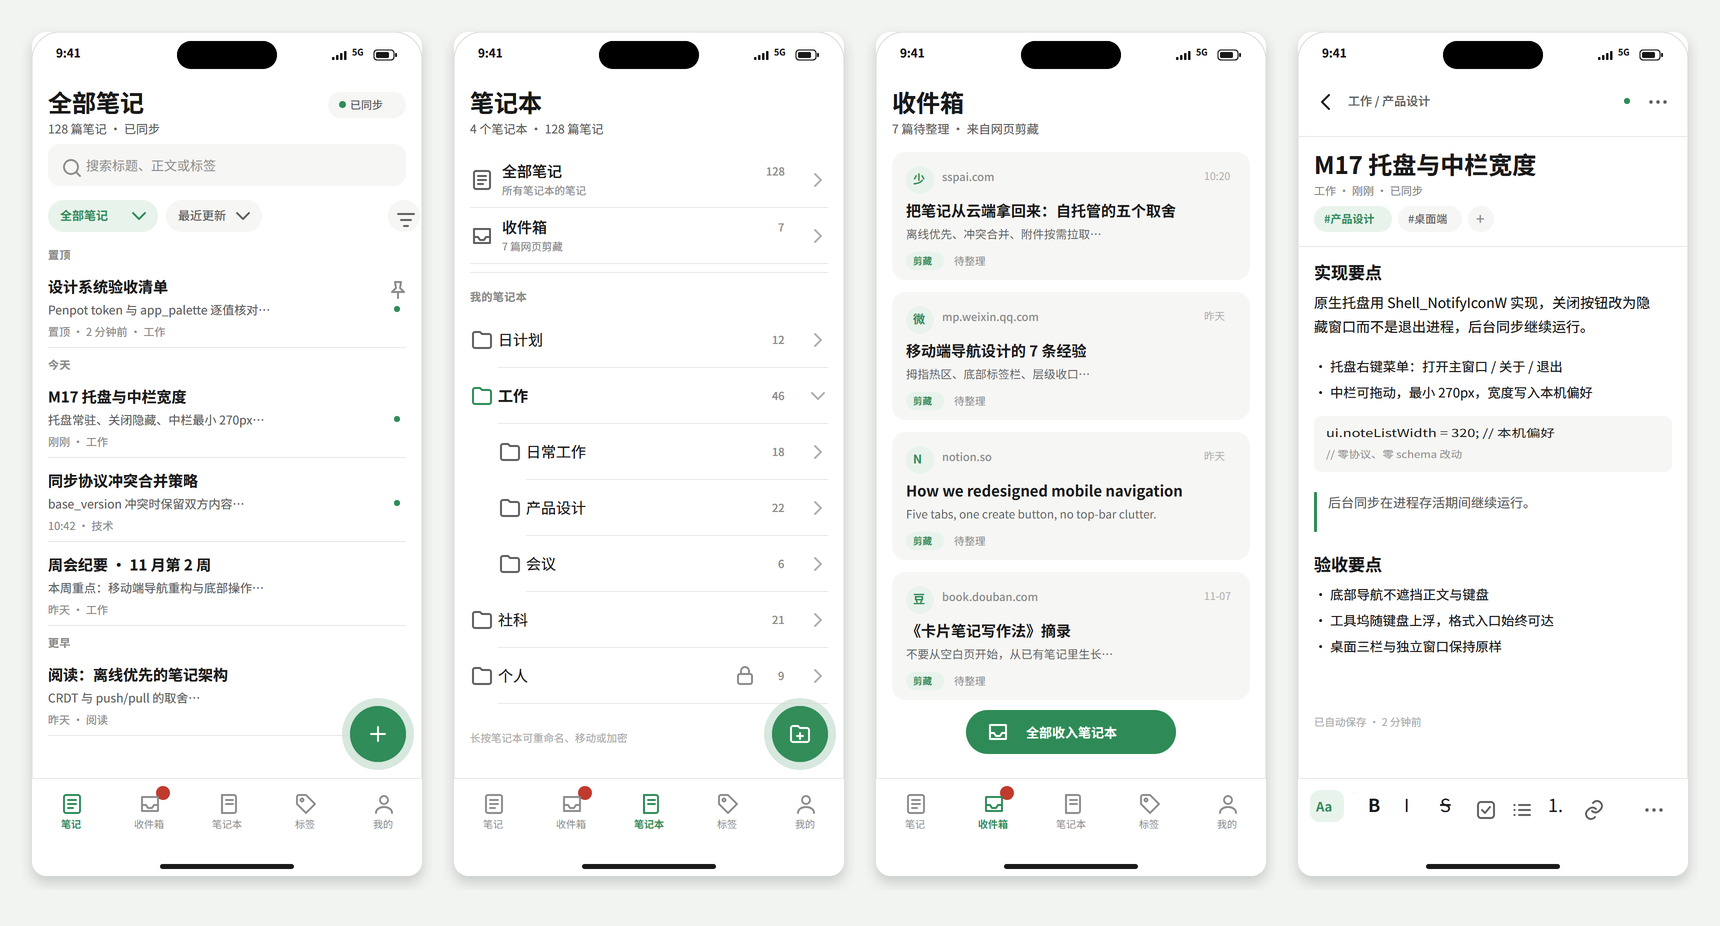 9:41
5G
全部笔记
已同步
128 篇笔记 · 已同步
搜索标题、正文或标签
全部笔记
最近更新
置顶
设计系统验收清单
Penpot token 与 app_palette 逐值核对…
置顶 · 2 分钟前 · 工作
今天
M17 托盘与中栏宽度
托盘常驻、关闭隐藏、中栏最小 270px…
刚刚 · 工作
同步协议冲突合并策略
base_version 冲突时保留双方内容…
10:42 · 技术
周会纪要 · 11 月第 2 周
本周重点：移动端导航重构与底部操作…
昨天 · 工作
更早
阅读：离线优先的笔记架构
CRDT 与 push/pull 的取舍…
昨天 · 阅读
笔记
收件箱
笔记本
标签
我的
9:41
5G
笔记本
4 个笔记本 · 128 篇笔记
全部笔记
128
所有笔记本的笔记
收件箱
7
7 篇网页剪藏
我的笔记本
日计划
12
工作
46
日常工作
18
产品设计
22
会议
6
社科
21
个人
9
长按笔记本可重命名、移动或加密
笔记
收件箱
笔记本
标签
我的
9:41
5G
收件箱
7 篇待整理 · 来自网页剪藏
少
sspai.com
10:20
把笔记从云端拿回来：自托管的五个取舍
离线优先、冲突合并、附件按需拉取…
剪藏
待整理
微
mp.weixin.qq.com
昨天
移动端导航设计的 7 条经验
拇指热区、底部标签栏、层级收口…
剪藏
待整理
N
notion.so
昨天
How we redesigned mobile navigation
Five tabs, one create button, no top-bar clutter.
剪藏
待整理
豆
book.douban.com
11-07
《卡片笔记写作法》摘录
不要从空白页开始，从已有笔记里生长…
剪藏
待整理
全部收入笔记本
笔记
收件箱
笔记本
标签
我的
9:41
5G
工作 / 产品设计
M17 托盘与中栏宽度
工作 · 刚刚 · 已同步
#产品设计
#桌面端
+
实现要点
原生托盘用 Shell_NotifyIconW 实现，关闭按钮改为隐
藏窗口而不是退出进程，后台同步继续运行。
· 托盘右键菜单：打开主窗口 / 关于 / 退出
· 中栏可拖动，最小 270px，宽度写入本机偏好
ui.noteListWidth = 320; // 本机偏好
// 零协议、零 schema 改动
后台同步在进程存活期间继续运行。
验收要点
· 底部导航不遮挡正文与键盘
· 工具坞随键盘上浮，格式入口始终可达
· 桌面三栏与独立窗口保持原样
已自动保存 · 2 分钟前
Aa
B
I
S
1.